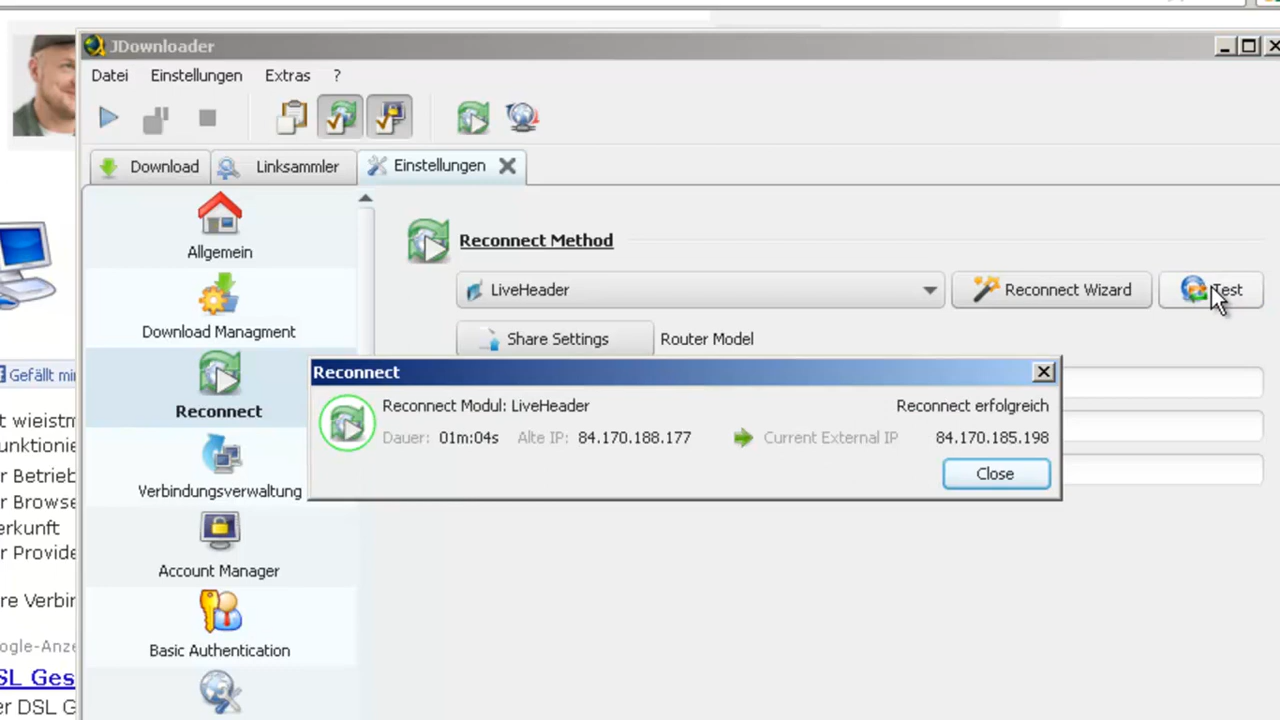 JDownloader
Datei Einstellungen Extras ?
Download Linksammler Einstellungen
Allgemein
Download Managment
Reconnect
Verbindungsverwaltung
Account Manager
Basic Authentication
Reconnect Method
LiveHeader Reconnect Wizard Test
Share Settings Router Model
Reconnect
Reconnect Modul: LiveHeader Reconnect erfolgreich
Dauer: 01m:04s Alte IP: 84.170.188.177 Current External IP 84.170.185.198
Close
Gefällt mi
t wieistm
unktionie
r Betrieb
r Browse
erkunft
r Provide
re Verbir
ogle-Anze
SL Ges
er DSL G